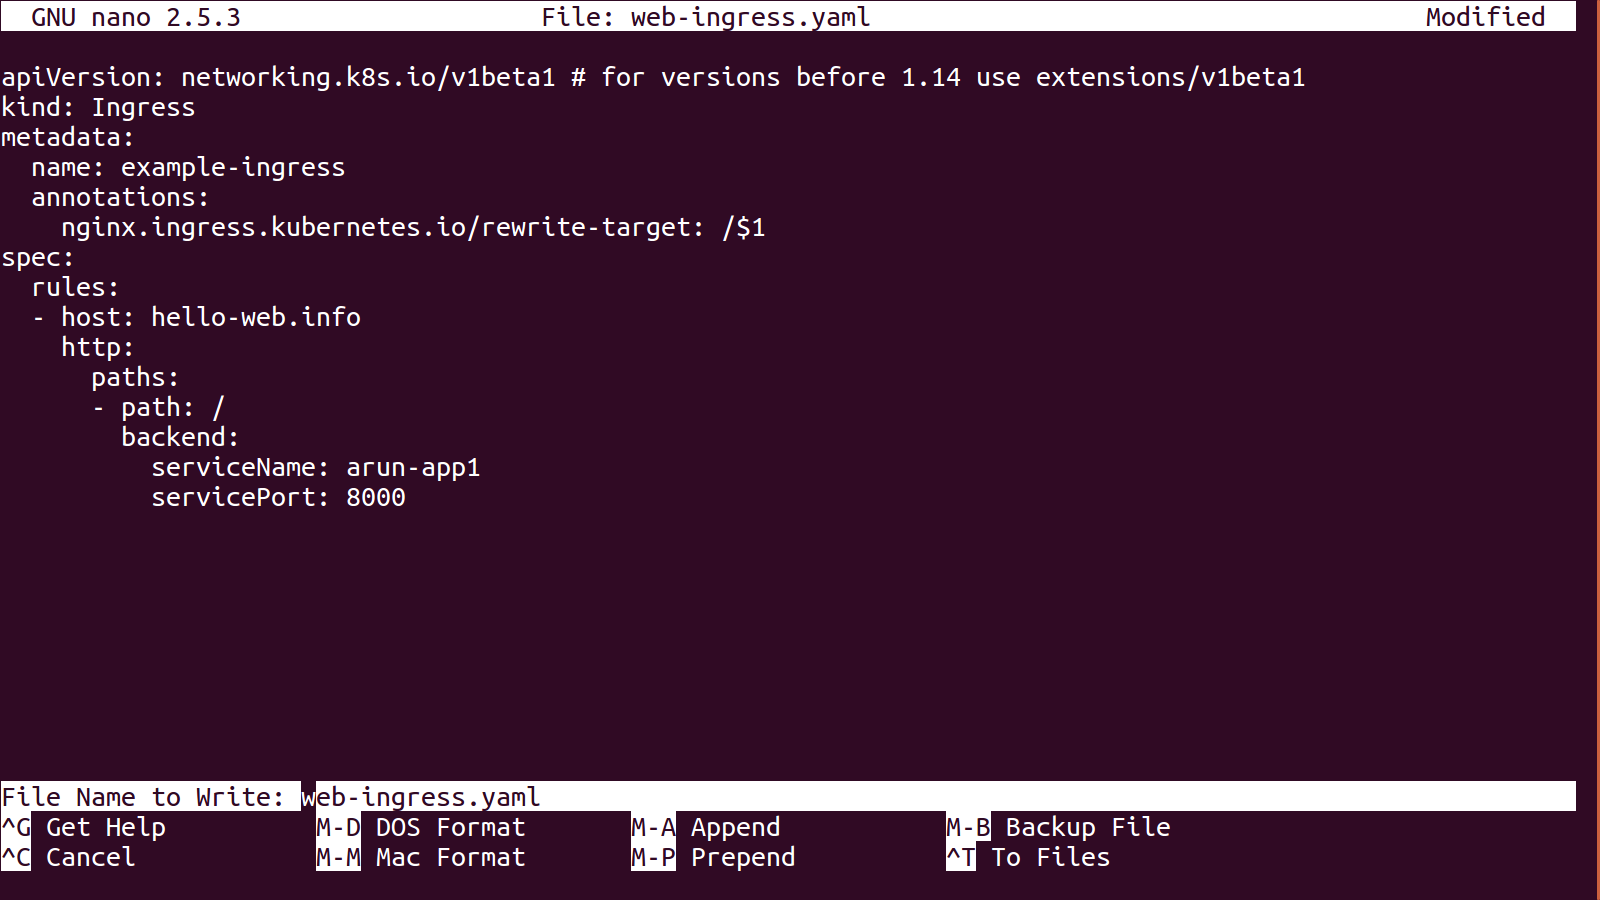 GNU nano 2.5.3 File: web-ingress.yaml Modified
apiVersion: networking.k8s.io/v1beta1 # for versions before 1.14 use extensions/v1beta1
kind: Ingress
metadata:
  name: example-ingress
  annotations:
    nginx.ingress.kubernetes.io/rewrite-target: /$1
spec:
  rules:
  - host: hello-web.info
    http:
      paths:
      - path: /
        backend:
          serviceName: arun-app1
          servicePort: 8000
File Name to Write: web-ingress.yaml
^G Get Help M-D DOS Format M-A Append M-B Backup File
^C Cancel M-M Mac Format M-P Prepend ^T To Files